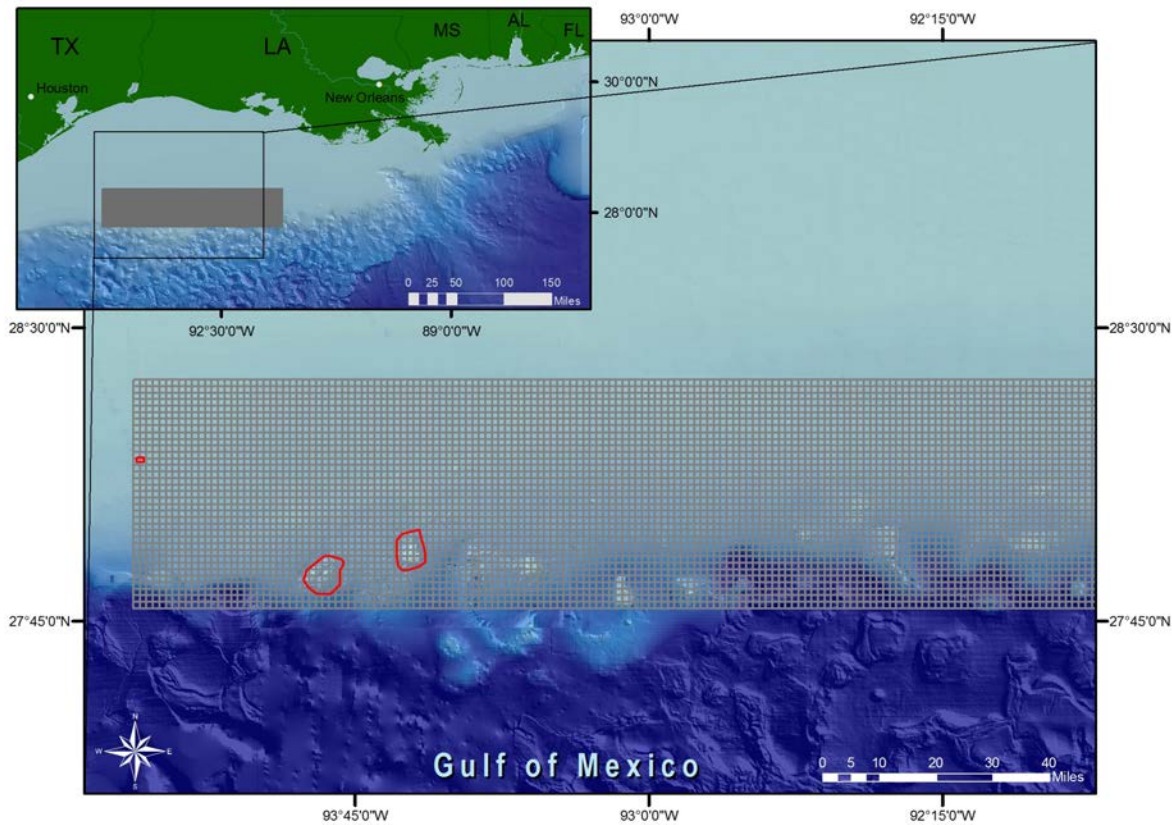 93°0'0"W
92°15'0"W
TX
LA
MS
AL
FL
Houston
New Orleans
30°0'0"N
28°0'0"N
0 25 50 100 150
Miles
92°30'0"W
89°0'0"W
28°30'0"N
28°30'0"N
27°45'0"N
27°45'0"N
N
W
E
S
Gulf of Mexico
0 5 10 20 30 40
Miles
93°45'0"W
93°0'0"W
92°15'0"W